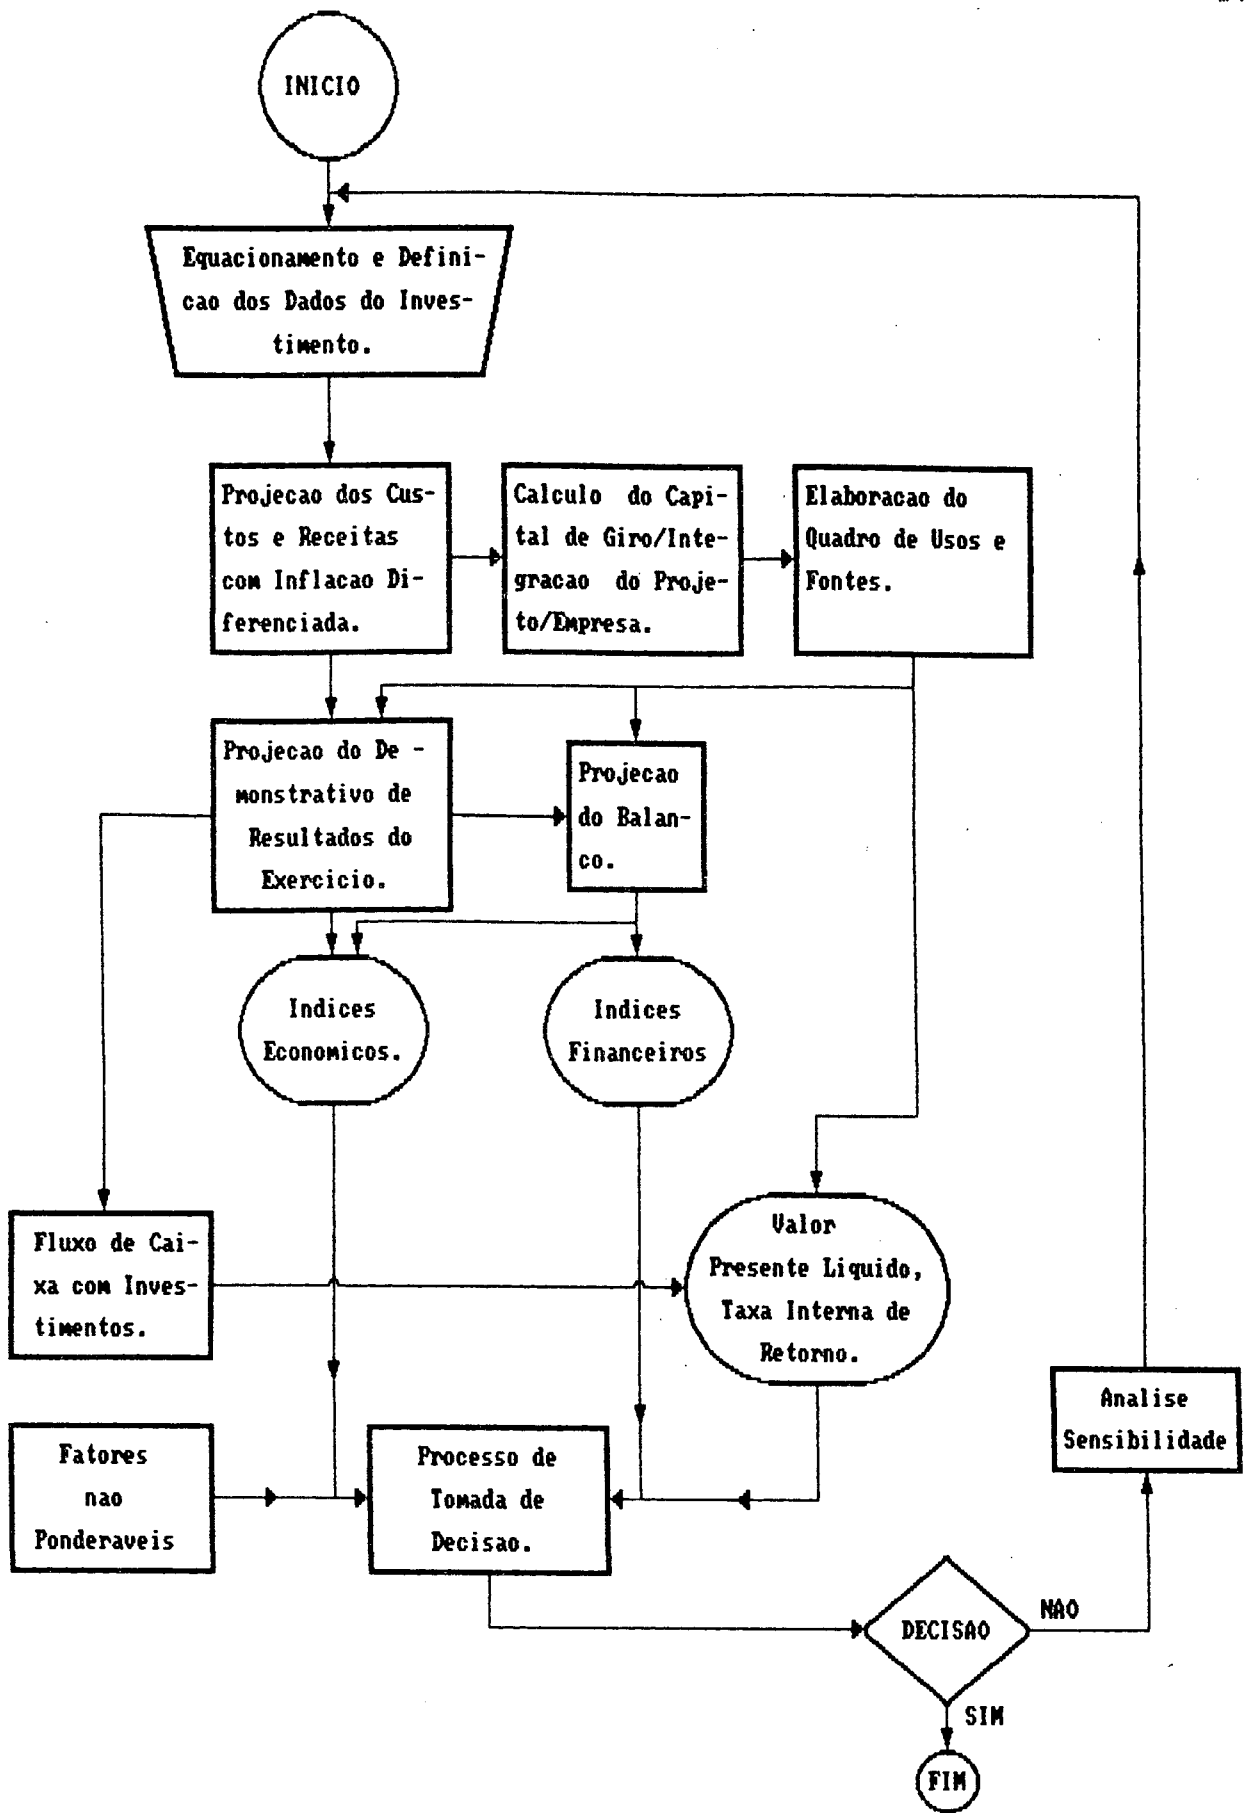 INICIO
Equacionamento e Defini-
cao dos Dados do Inves-
timento.
Projecao dos Cus-
tos e Receitas
com Inflacao Di-
ferenciada.
Calculo do Capi-
tal de Giro/Inte-
gracao do Proje-
to/Empresa.
Elaboracao do
Quadro de Usos e
Fontes.
Projecao do De -
monstrativo de
Resultados do
Exercicio.
Projecao
do Balan-
co.
Indices
Economicos.
Indices
Financeiros
Fluxo de Cai-
xa com Inves-
timentos.
Valor
Presente Liquido,
Taxa Interna de
Retorno.
Analise
Sensibilidade
Fatores
nao
Ponderaveis
Processo de
Tomada de
Decisao.
DECISAO
NAO
SIM
FIM